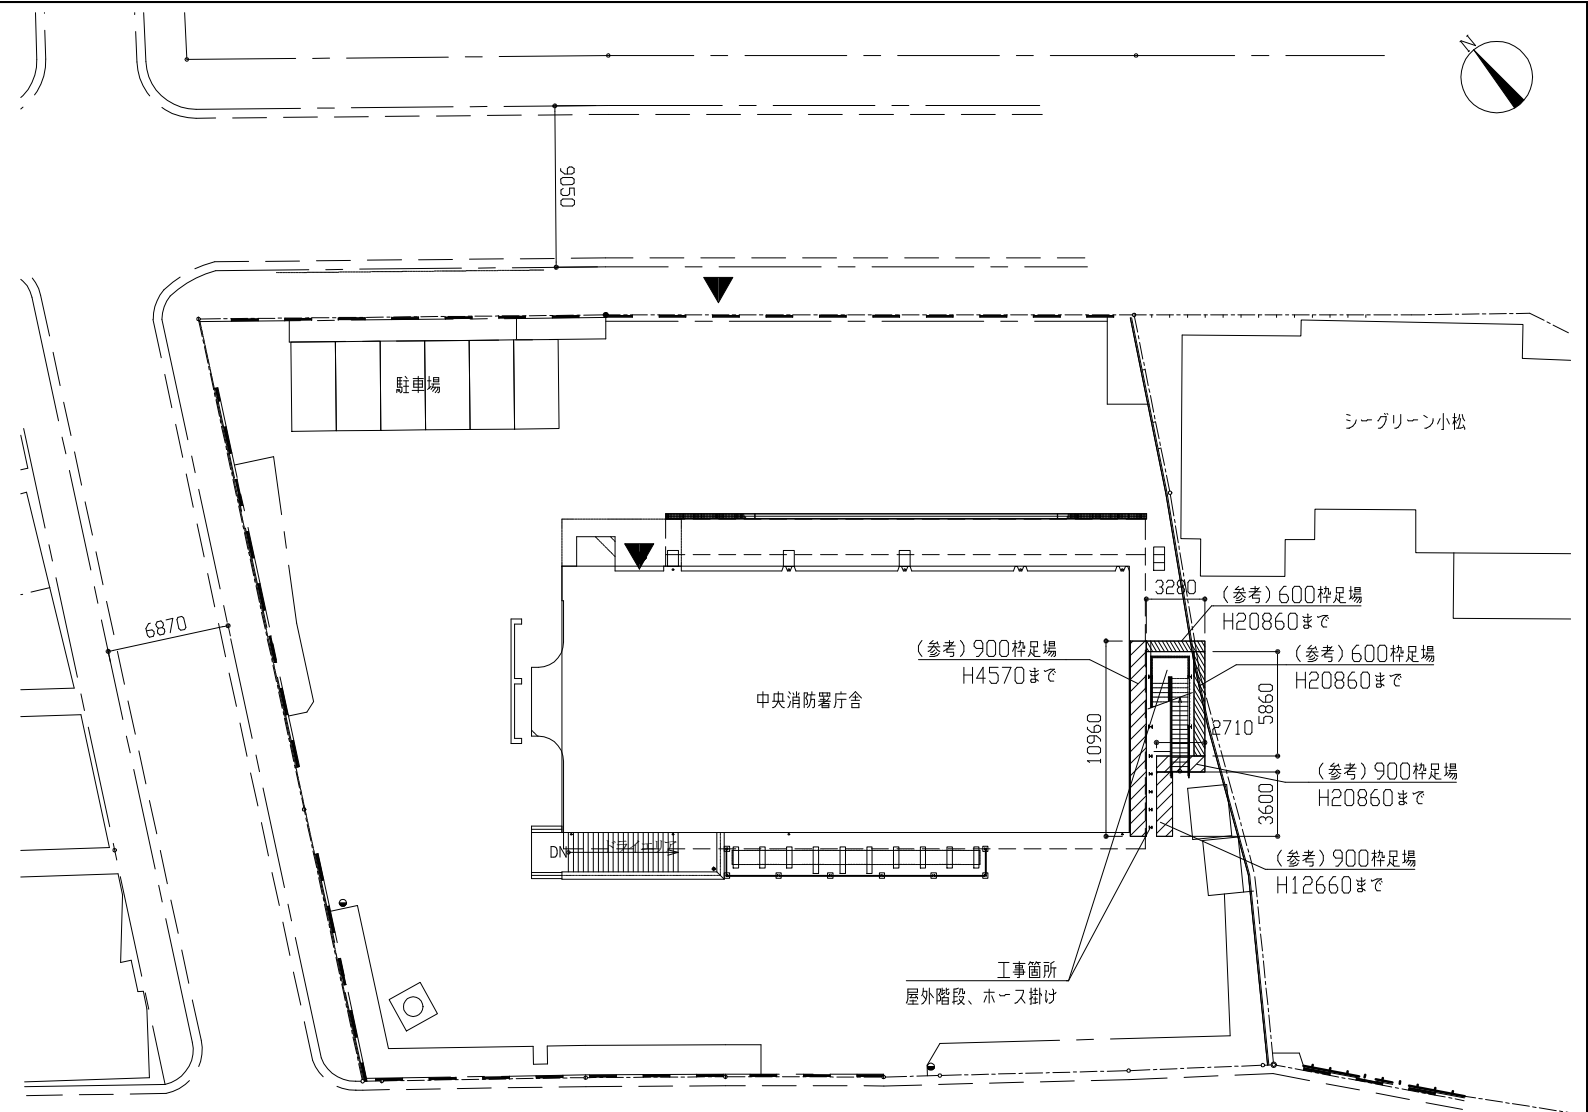 N
9050
駐車場
シーグリーン小松
6870
3280
(参考) 600枠足場
H20860まで
(参考) 900枠足場
H4570まで
(参考) 600枠足場
H20860まで
中央消防署庁舎
10960
5860
2710
(参考) 900枠足場
H20860まで
3600
DN
ドライエリア
(参考) 900枠足場
H12660まで
工事箇所
屋外階段、ホース掛け